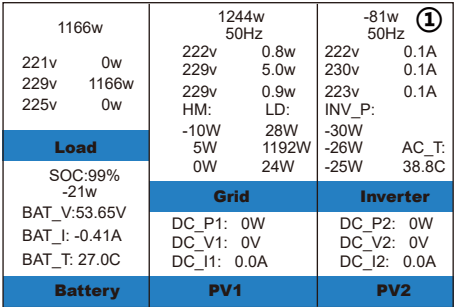 1166w
221v 0w
229v 1166w
225v 0w
Load
SOC:99%
-21w
BAT_V:53.65V
BAT_I: -0.41A
BAT_T: 27.0C
Battery
1244w
50Hz
222v 0.8w
229v 5.0w
229v 0.9w
HM: LD:
-10W 28W
5W 1192W
0W 24W
Grid
DC_P1: 0W
DC_V1: 0V
DC_I1: 0.0A
PV1
-81w ①
50Hz
222v 0.1A
230v 0.1A
223v 0.1A
INV_P:
-30W
-26W AC_T:
-25W 38.8C
Inverter
DC_P2: 0W
DC_V2: 0V
DC_I2: 0.0A
PV2